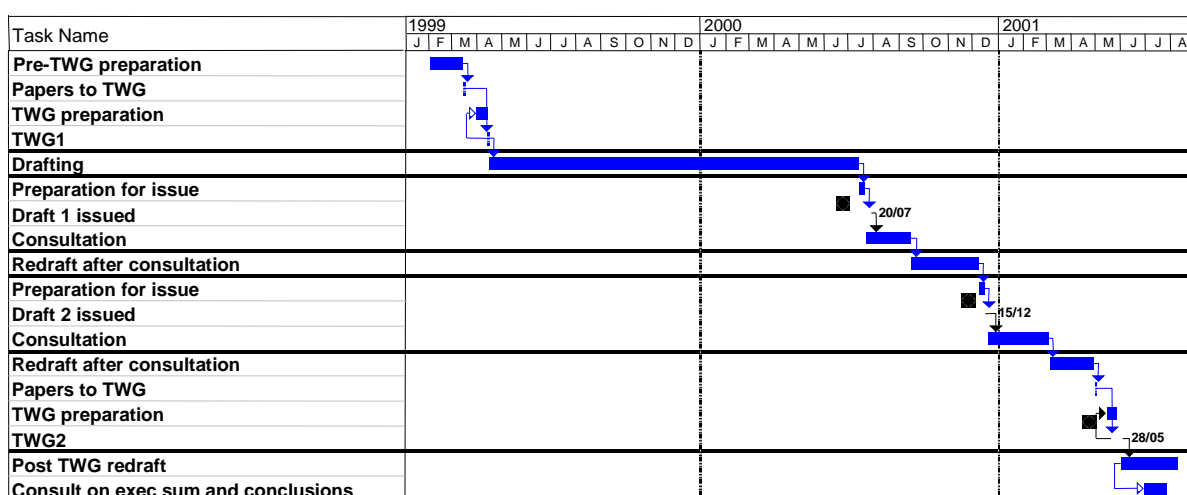 Task Name
1999 2000 2001
J F M A M J J A S O N D J F M A M J J A S O N D J F M A M J J A
Pre-TWG preparation
Papers to TWG
TWG preparation
TWG1
Drafting
Preparation for issue
Draft 1 issued 20/07
Consultation
Redraft after consultation
Preparation for issue
Draft 2 issued 15/12
Consultation
Redraft after consultation
Papers to TWG
TWG preparation
TWG2 28/05
Post TWG redraft
Consult on exec sum and conclusions